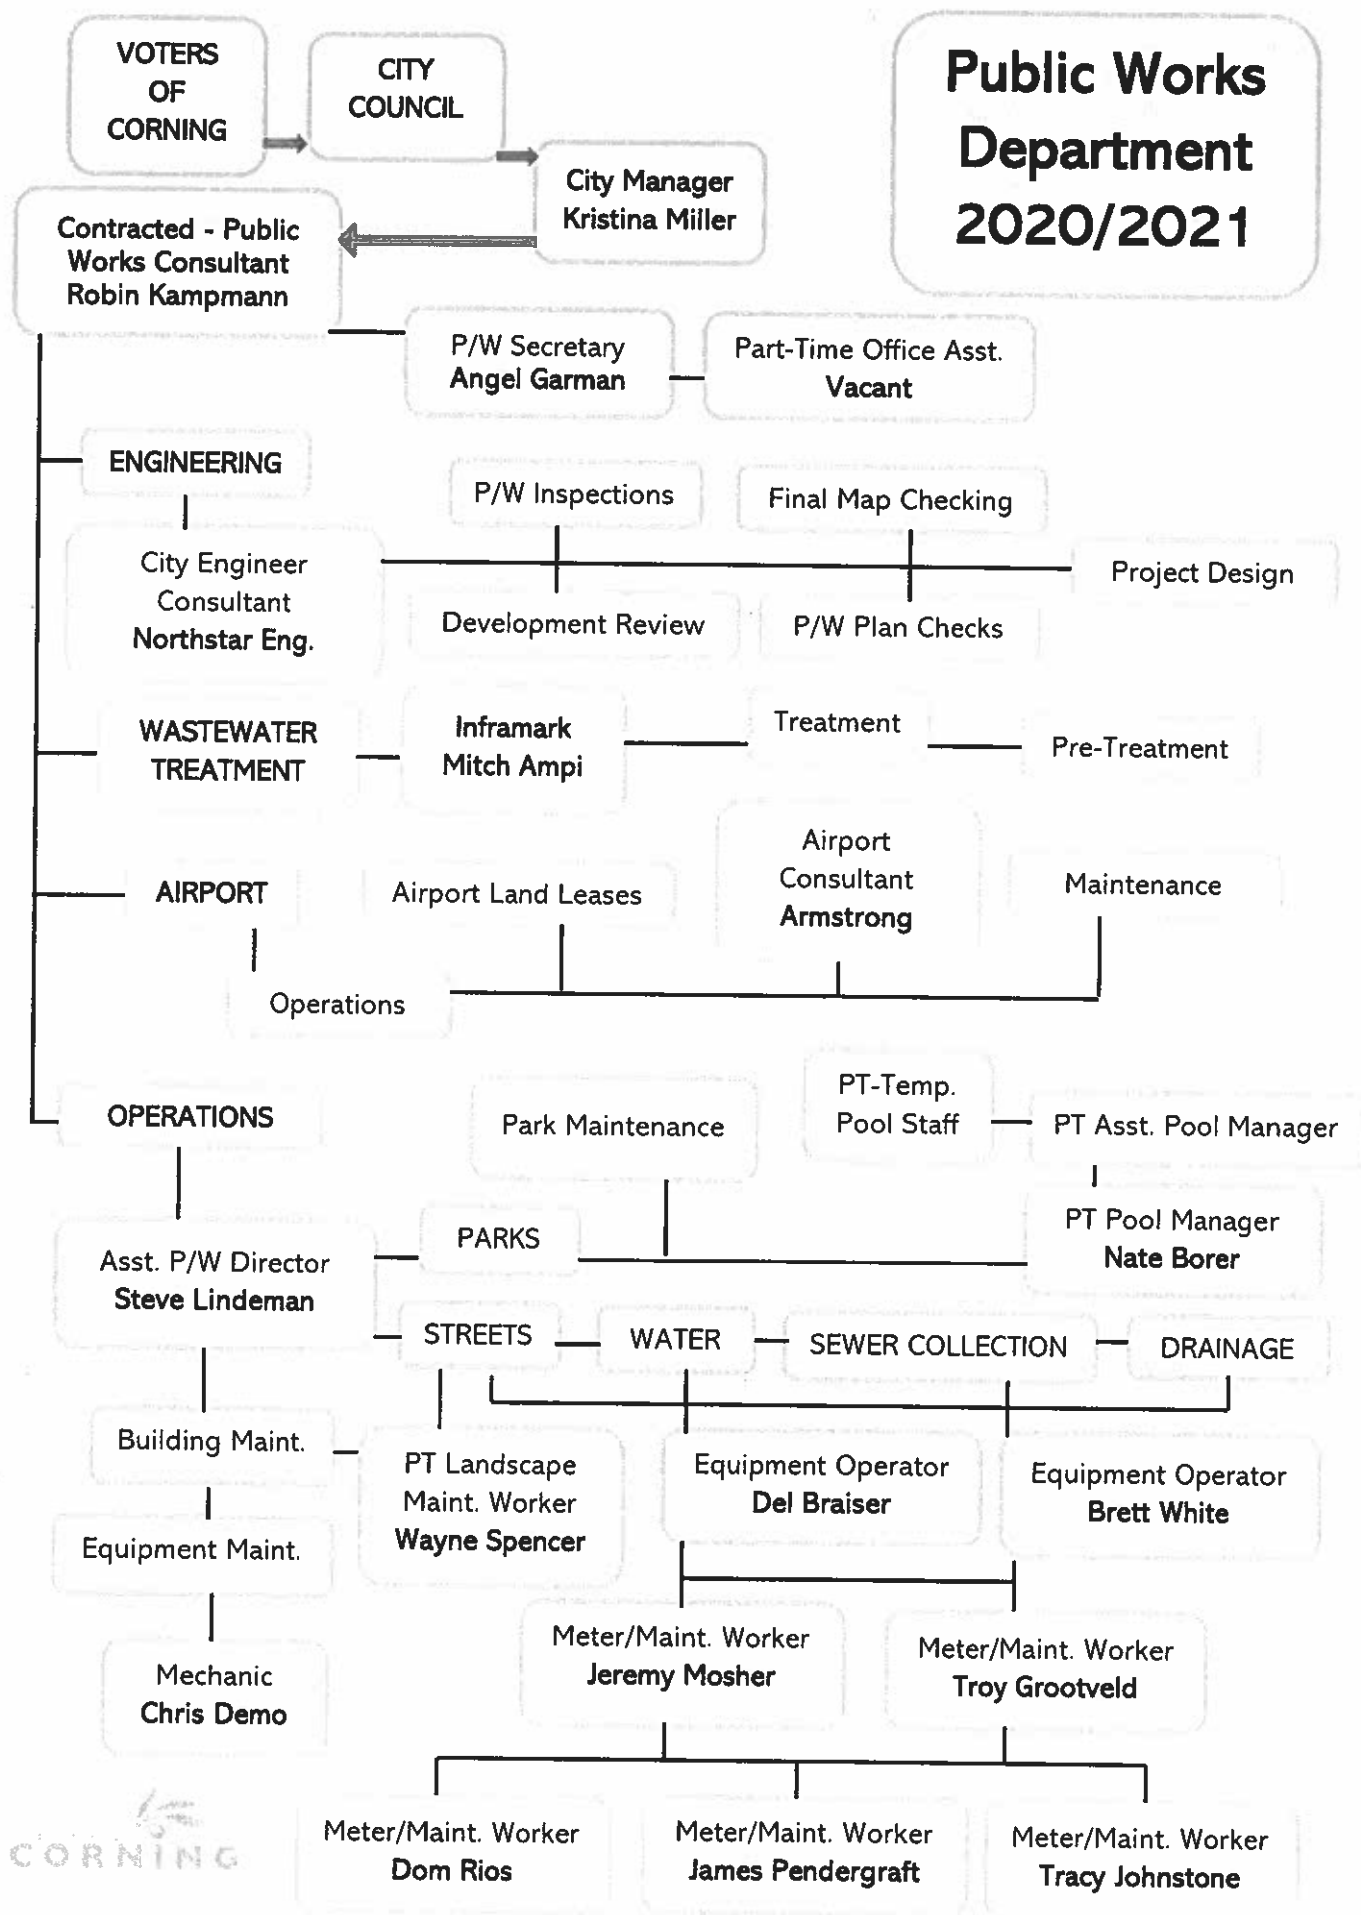 VOTERS
OF
CORNING
CITY
COUNCIL
Public Works
Department
2020/2021
City Manager
Kristina Miller
Contracted - Public
Works Consultant
Robin Kampmann
P/W Secretary
Angel Garman
Part-Time Office Asst.
Vacant
ENGINEERING
P/W Inspections
Final Map Checking
City Engineer
Consultant
Northstar Eng.
Project Design
Development Review
P/W Plan Checks
WASTEWATER
TREATMENT
Inframark
Mitch Ampi
Treatment
Pre-Treatment
AIRPORT
Airport Land Leases
Airport
Consultant
Armstrong
Maintenance
Operations
OPERATIONS
Park Maintenance
PT-Temp.
Pool Staff
PT Asst. Pool Manager
PT Pool Manager
Nate Borer
Asst. P/W Director
Steve Lindeman
PARKS
STREETS
WATER
SEWER COLLECTION
DRAINAGE
Building Maint.
PT Landscape
Maint. Worker
Wayne Spencer
Equipment Operator
Del Braiser
Equipment Operator
Brett White
Equipment Maint.
Meter/Maint. Worker
Jeremy Mosher
Meter/Maint. Worker
Troy Grootveld
Mechanic
Chris Demo
Meter/Maint. Worker
Dom Rios
Meter/Maint. Worker
James Pendergraft
Meter/Maint. Worker
Tracy Johnstone
CORNING